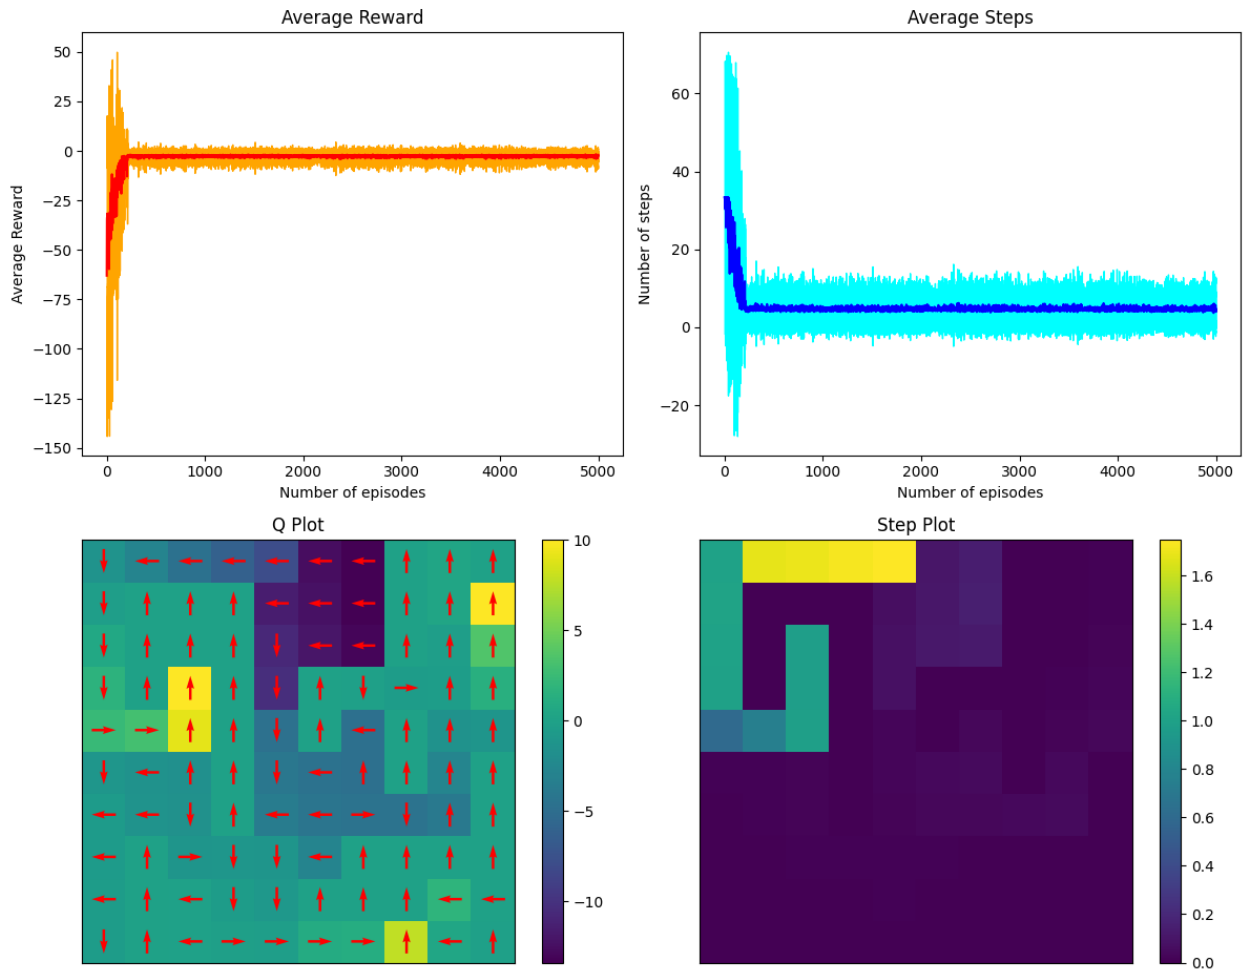 Average Reward
Average Reward
50
25
0
−25
−50
−75
−100
−125
−150
0 1000 2000 3000 4000 5000
Number of episodes
Average Steps
Number of steps
60
40
20
0
−20
0 1000 2000 3000 4000 5000
Number of episodes
Q Plot
10
5
0
−5
−10
Step Plot
1.6
1.4
1.2
1.0
0.8
0.6
0.4
0.2
0.0